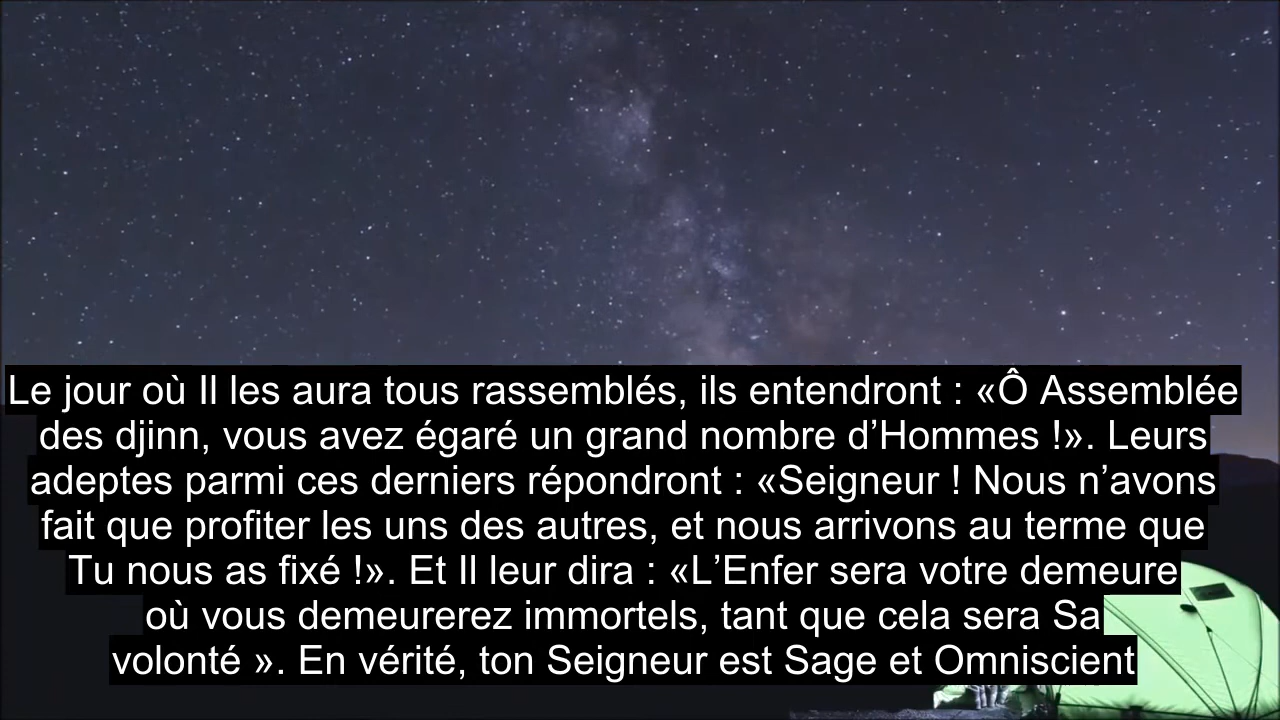 Le jour où Il les aura tous rassemblés, ils entendront : «Ô Assemblée
des djinn, vous avez égaré un grand nombre d’Hommes !». Leurs
adeptes parmi ces derniers répondront : «Seigneur ! Nous n’avons
fait que profiter les uns des autres, et nous arrivons au terme que
Tu nous as fixé !». Et Il leur dira : «L’Enfer sera votre demeure
où vous demeurerez immortels, tant que cela sera Sa
volonté ». En vérité, ton Seigneur est Sage et Omniscient